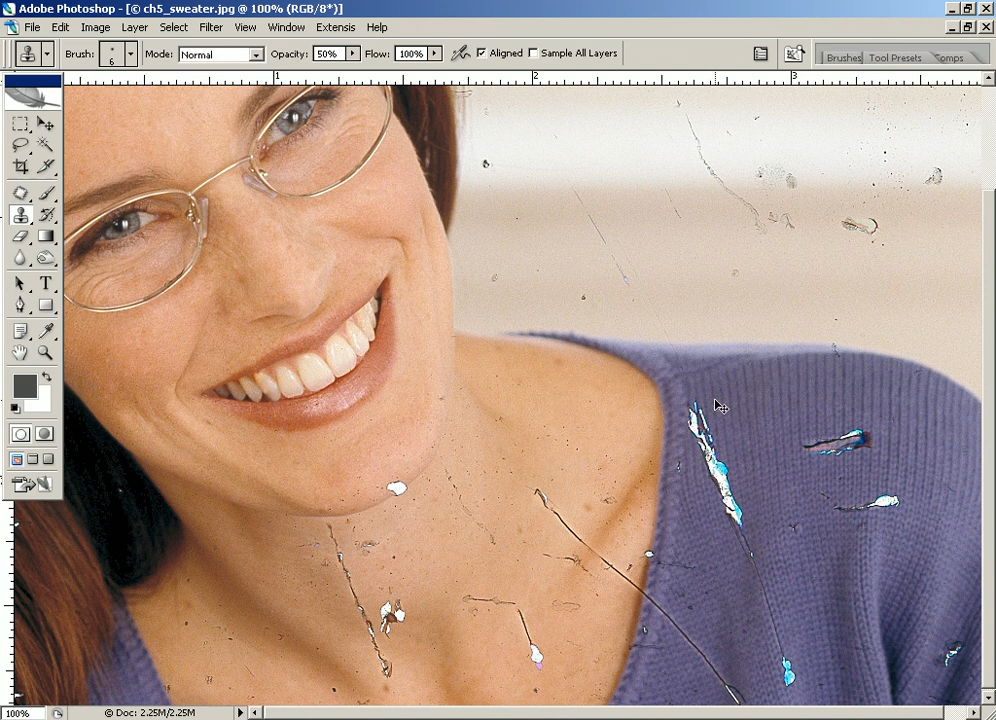 Adobe Photoshop - [© ch5_sweater.jpg @ 100% (RGB/8*)]
File Edit Image Layer Select Filter View Window Extensis Help
Brush: 6 Mode: Normal Opacity: 50% Flow: 100% Aligned Sample All Layers Brushes Tool Presets omps
1 2 3
T
100% Doc: 2.25M/2.25M